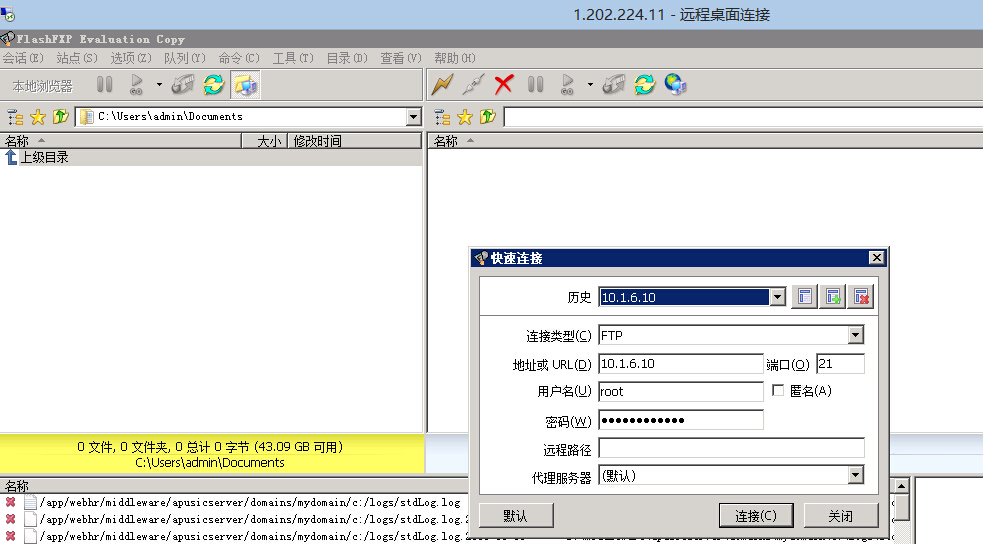 1.202.224.11 - 远程桌面连接
FlashFXP Evaluation Copy
会话(E) 站点(S) 选项(Z) 队列(Y) 命令(C) 工具(T) 目录(D) 查看(V) 帮助(H)
本地浏览器 GO GO
C:\Users\admin\Documents
名称 大小 修改时间 名称
上级目录
快速连接
历史 10.1.6.10
连接类型(C) FTP
地址或 URL(D) 10.1.6.10 端口(O) 21
用户名(U) root 匿名(A)
密码(W) ●●●●●●●●●●●●
远程路径
代理服务器 (默认)
默认 连接(C) 关闭
0 文件, 0 文件夹, 0 总计 0 字节 (43.09 GB 可用)
C:\Users\admin\Documents
名称
/app/webhr/middleware/apusicserver/domains/mydomain/c:/logs/stdLog.log
/app/webhr/middleware/apusicserver/domains/mydomain/c:/logs/stdLog.log.
/app/webhr/middleware/apusicserver/domains/mydomain/c:/logs/stdLog.log.